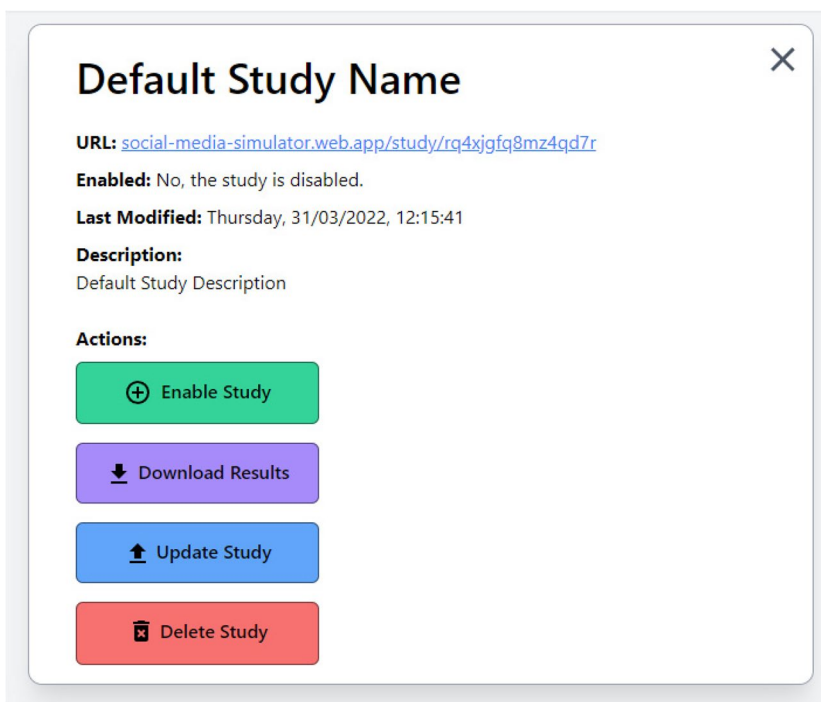 Default Study Name
URL: social-media-simulator.web.app/study/rq4xjgfq8mz4qd7r
Enabled: No, the study is disabled.
Last Modified: Thursday, 31/03/2022, 12:15:41
Description:
Default Study Description
Actions:
Enable Study
Download Results
Update Study
Delete Study